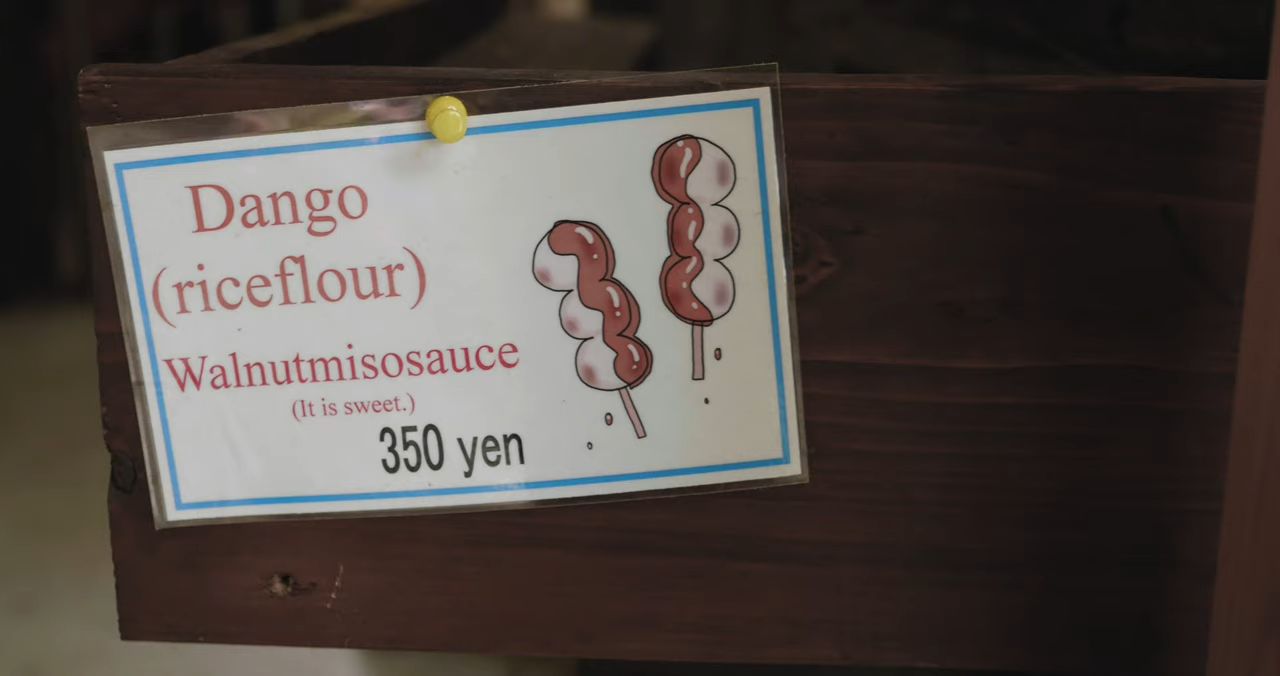 Dango
(riceflour)
Walnutmisosauce
(It is sweet.)
350 yen